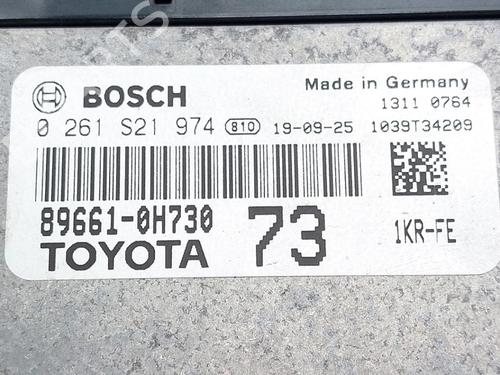 BOSCH
Made in Germany
1311 0764
0 261 S21 974 810 19-09-25 1039T34209
89661-0H730
TOYOTA
73
1KR-FE